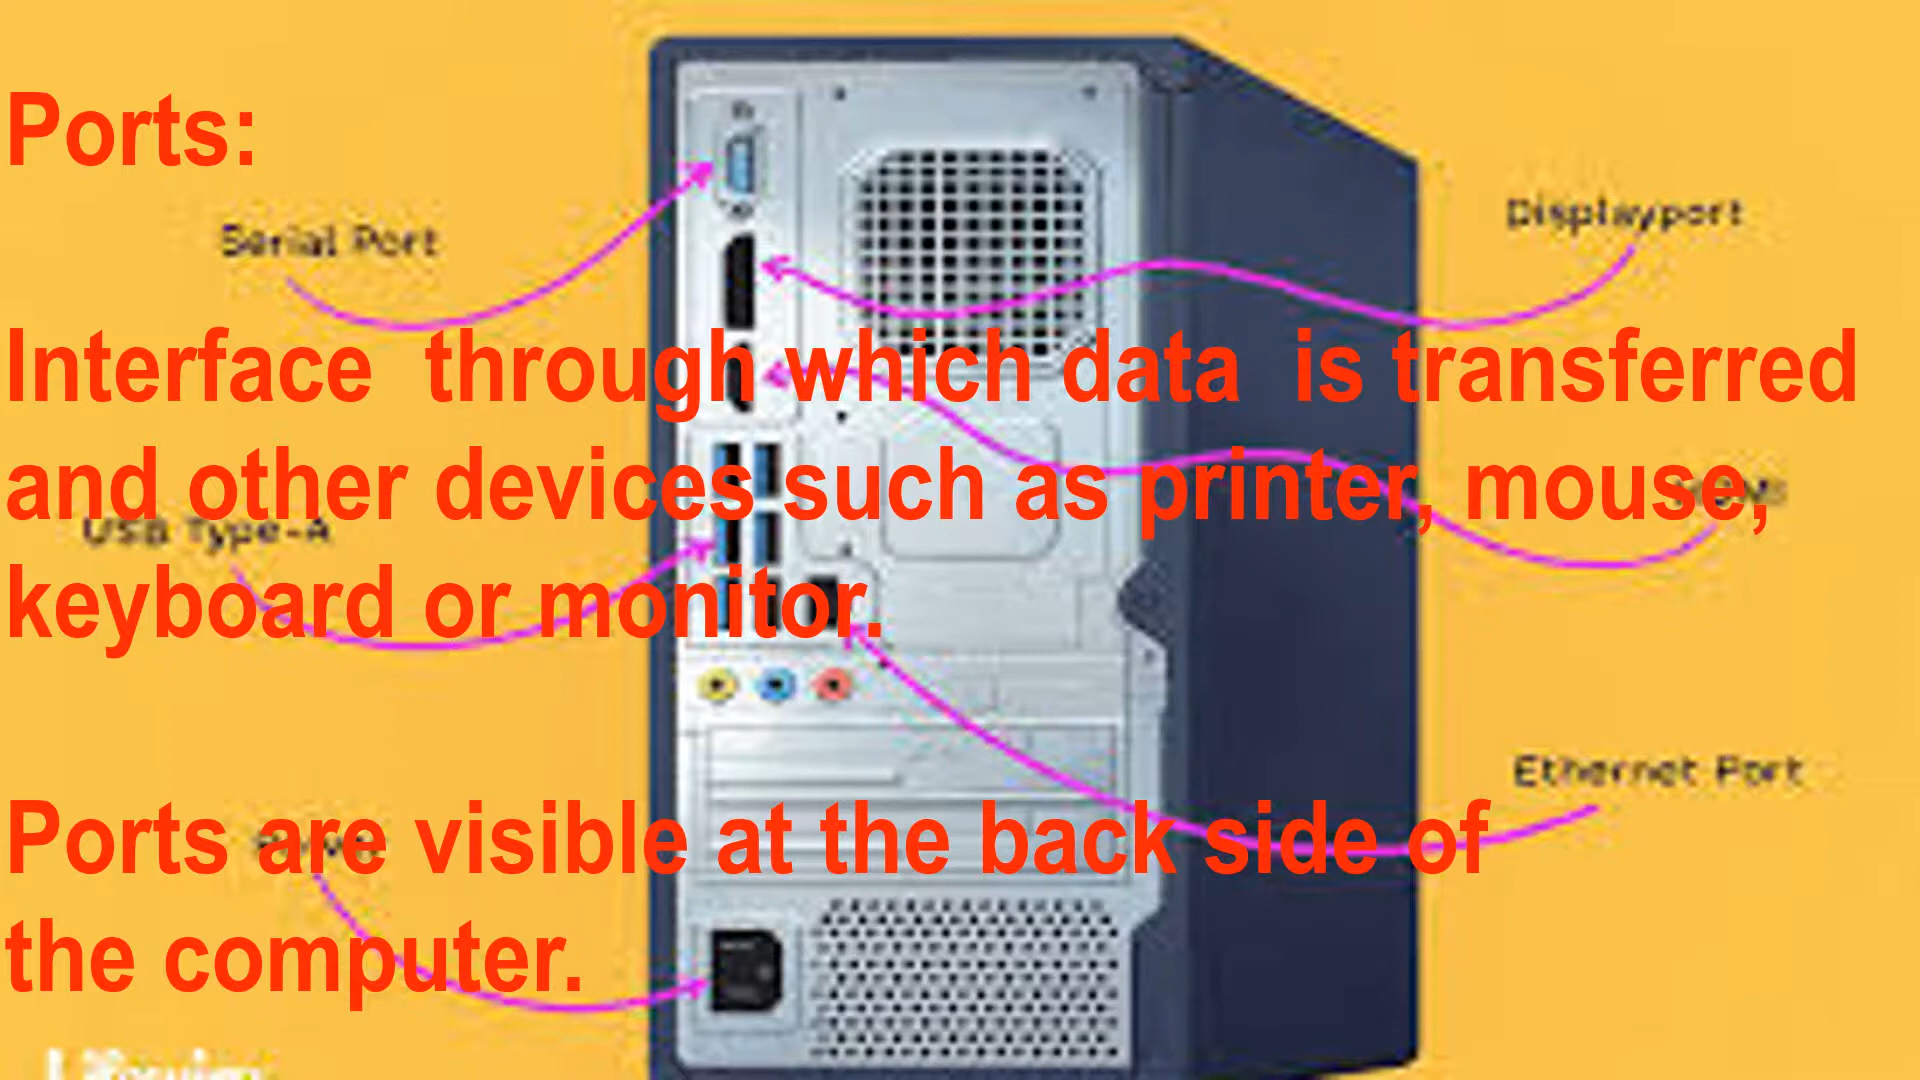 Ports:
Serial Port
Displayport
Interface through which data is transferred
and other devices such as printer, mouse,
USB Type-A
keyboard or monitor.
Ethernet Port
Ports are visible at the back side of
the computer.
Lifewire